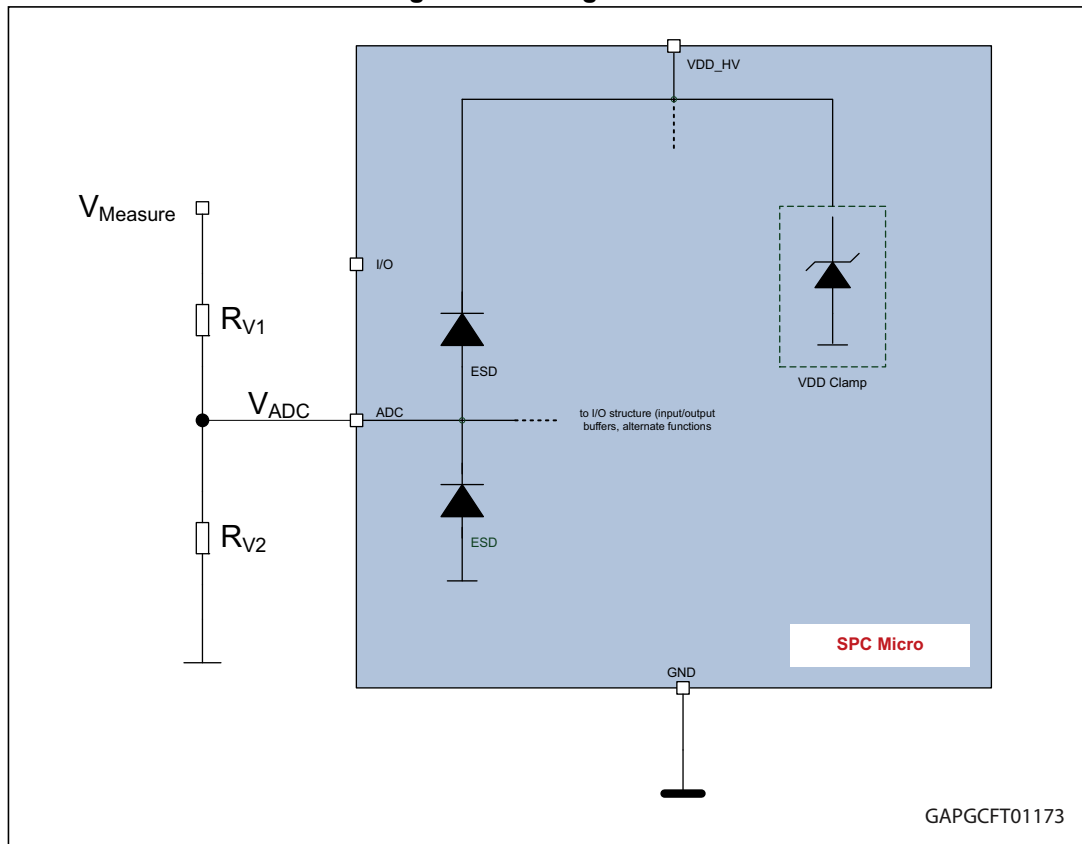 VDD_HV
VMeasure
I/O
RV1
ESD
VDD Clamp
VADC
ADC
to I/O structure (input/output
buffers, alternate functions
RV2
ESD
SPC Micro
GND
GAPGCFT01173